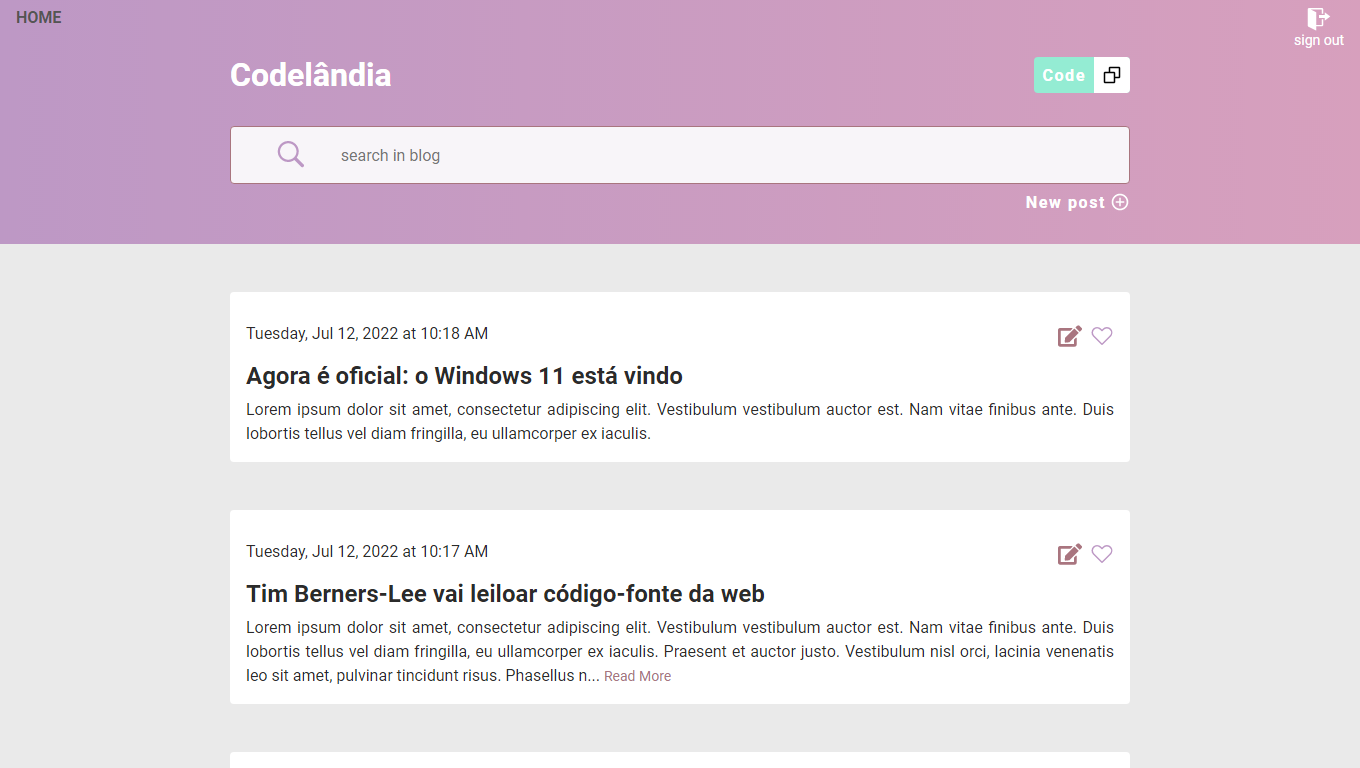 HOME
sign out
Codelândia
Code
search in blog
New post
Tuesday, Jul 12, 2022 at 10:18 AM
Agora é oficial: o Windows 11 está vindo
Lorem ipsum dolor sit amet, consectetur adipiscing elit. Vestibulum vestibulum auctor est. Nam vitae finibus ante. Duis
lobortis tellus vel diam fringilla, eu ullamcorper ex iaculis.
Tuesday, Jul 12, 2022 at 10:17 AM
Tim Berners-Lee vai leiloar código-fonte da web
Lorem ipsum dolor sit amet, consectetur adipiscing elit. Vestibulum vestibulum auctor est. Nam vitae finibus ante. Duis
lobortis tellus vel diam fringilla, eu ullamcorper ex iaculis. Praesent et auctor justo. Vestibulum nisl orci, lacinia venenatis
leo sit amet, pulvinar tincidunt risus. Phasellus n... Read More